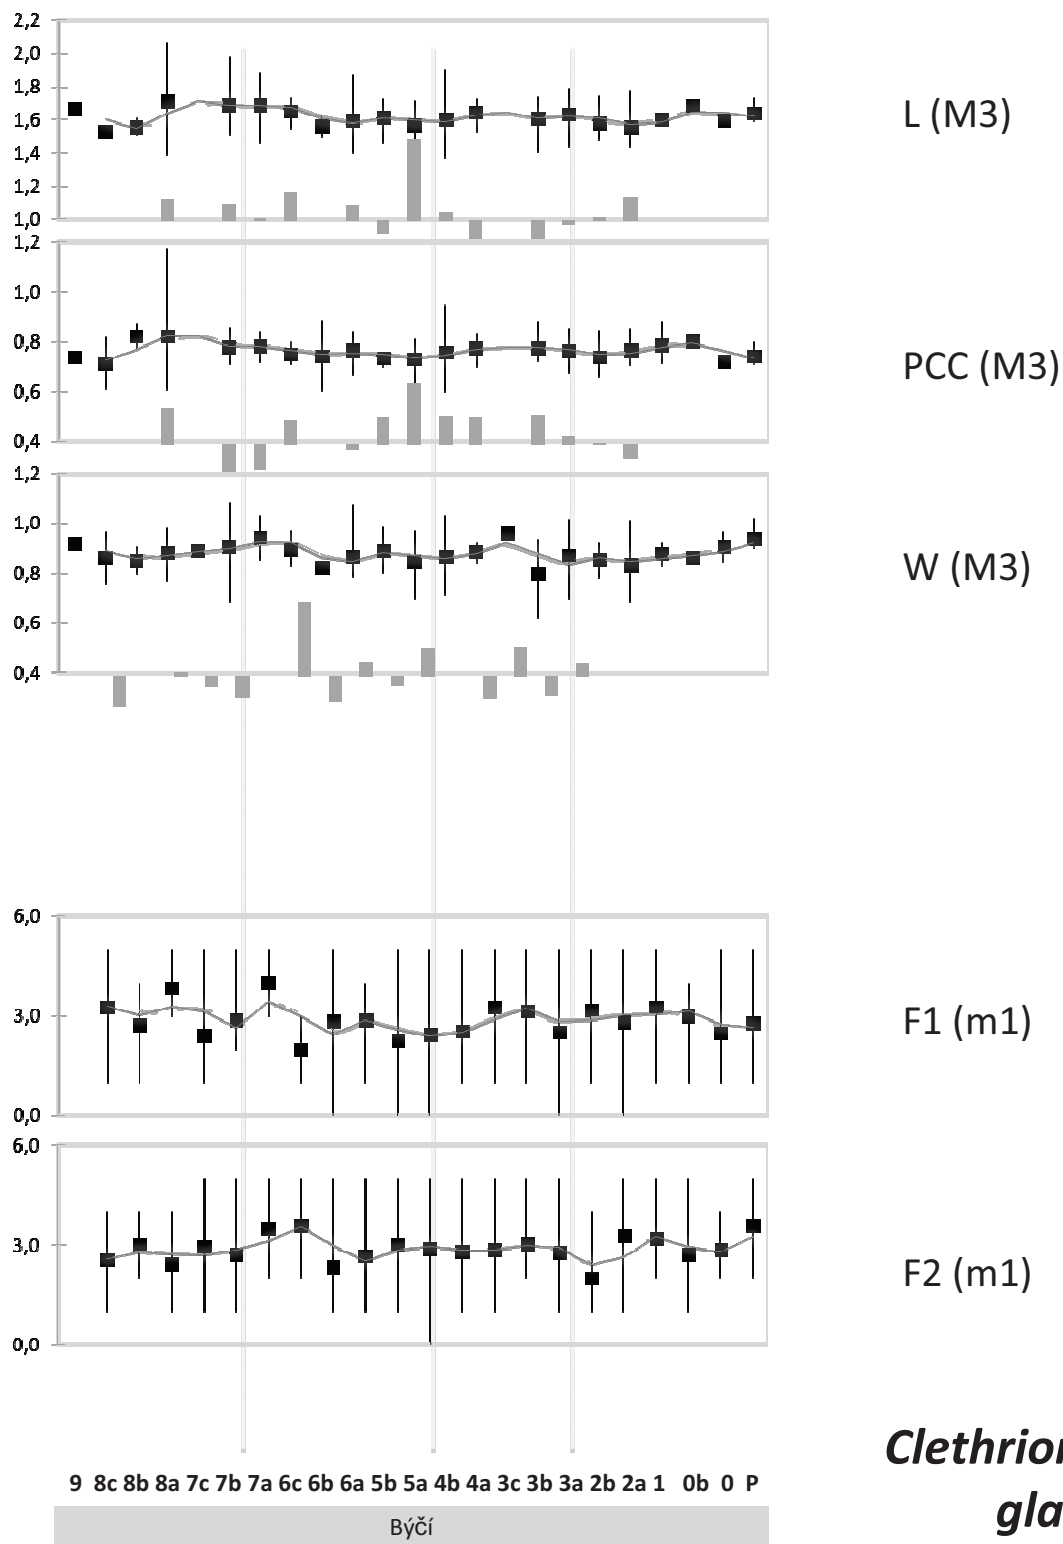 2,2
2,0
1,8
1,6
1,4
1,2
1,0
L (M3)
1,2
1,0
0,8
0,6
0,4
PCC (M3)
1,2
1,0
0,8
0,6
0,4
W (M3)
6,0
3,0
0,0
F1 (m1)
6,0
3,0
0,0
F2 (m1)
9 8c 8b 8a 7c 7b 7a 6c 6b 6a 5b 5a 4b 4a 3c 3b 3a 2b 2a 1 0b 0 P
Býčí
Clethrion
gla